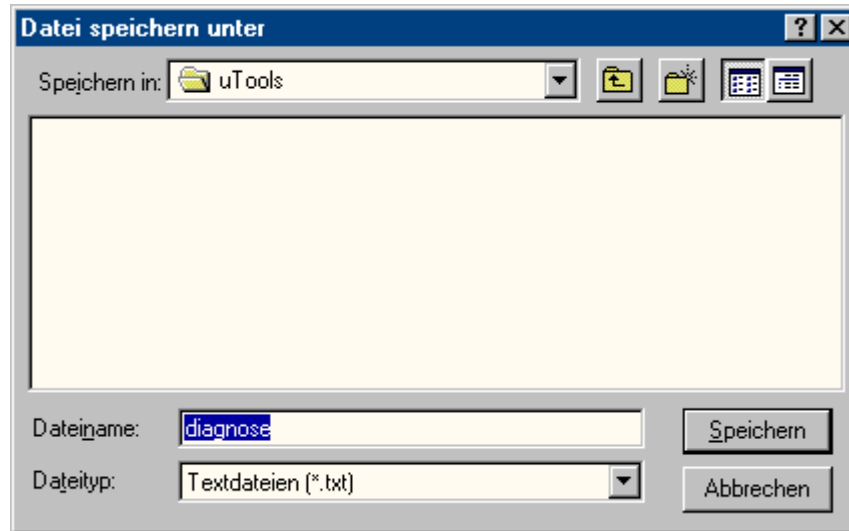 Datei speichern unter
Speichern in: uTools
Dateiname: diagnose Speichern
Dateityp: Textdateien (*.txt) Abbrechen